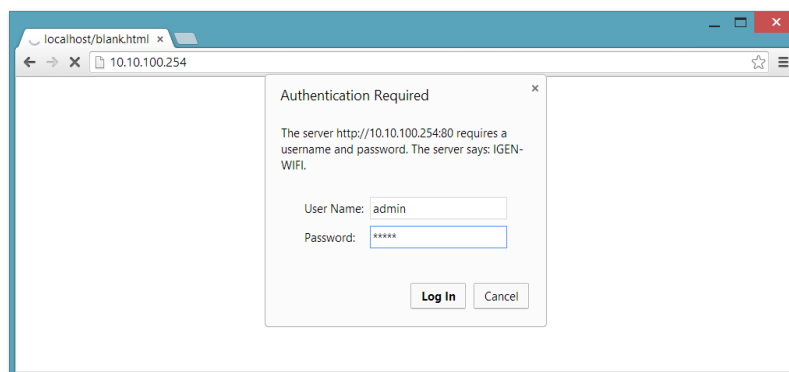 localhost/blank.html ×
10.10.100.254
Authentication Required
The server http://10.10.100.254:80 requires a
username and password. The server says: IGEN-
WIFI.
User Name: admin
Password: *****
Log In Cancel